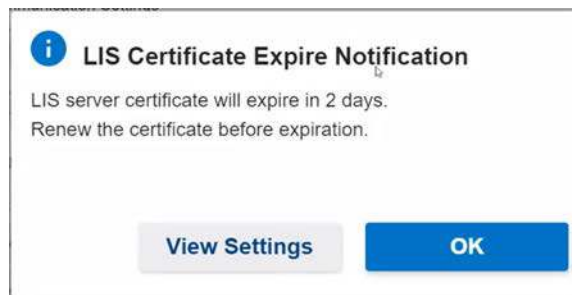 LIS Certificate Expire Notification
LIS server certificate will expire in 2 days.
Renew the certificate before expiration.
View Settings
OK